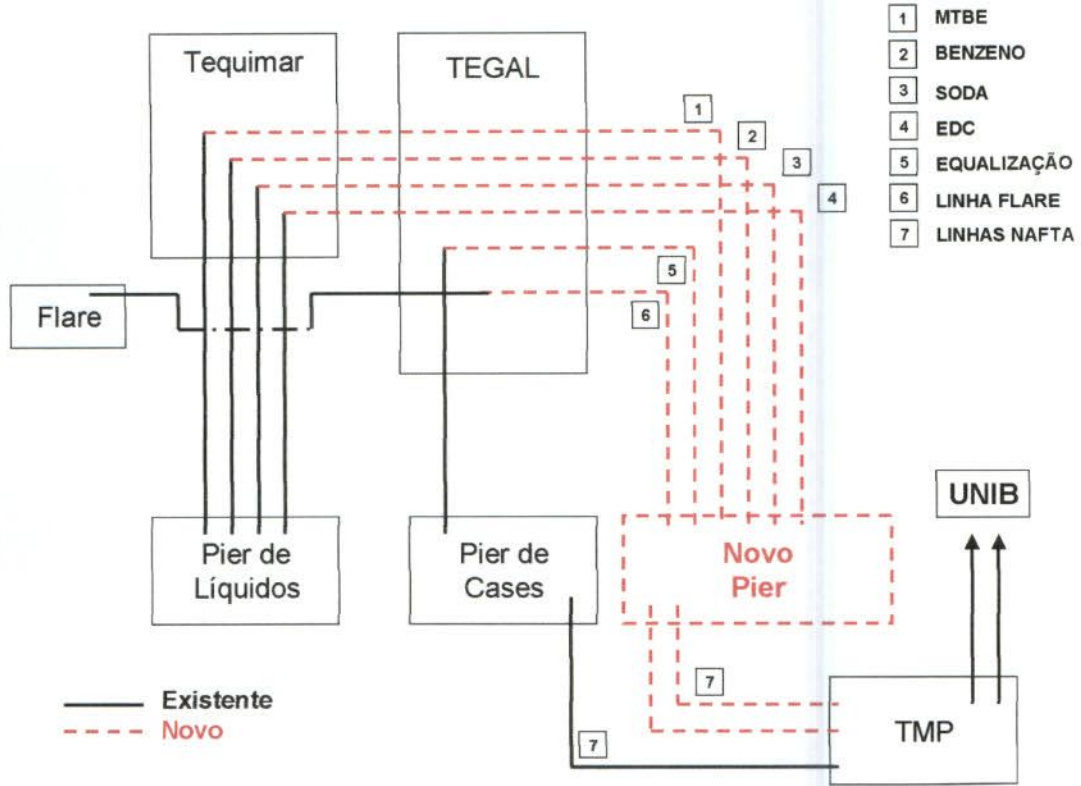 1 MTBE
2 BENZENO
3 SODA
4 EDC
5 EQUALIZAÇÃO
6 LINHA FLARE
7 LINHAS NAFTA
Tequimar
TEGAL
1
2
3
4
5
6
Flare
Pier de
Líquidos
Pier de
Cases
Novo
Pier
UNIB
7
7
TMP
Existente
Novo